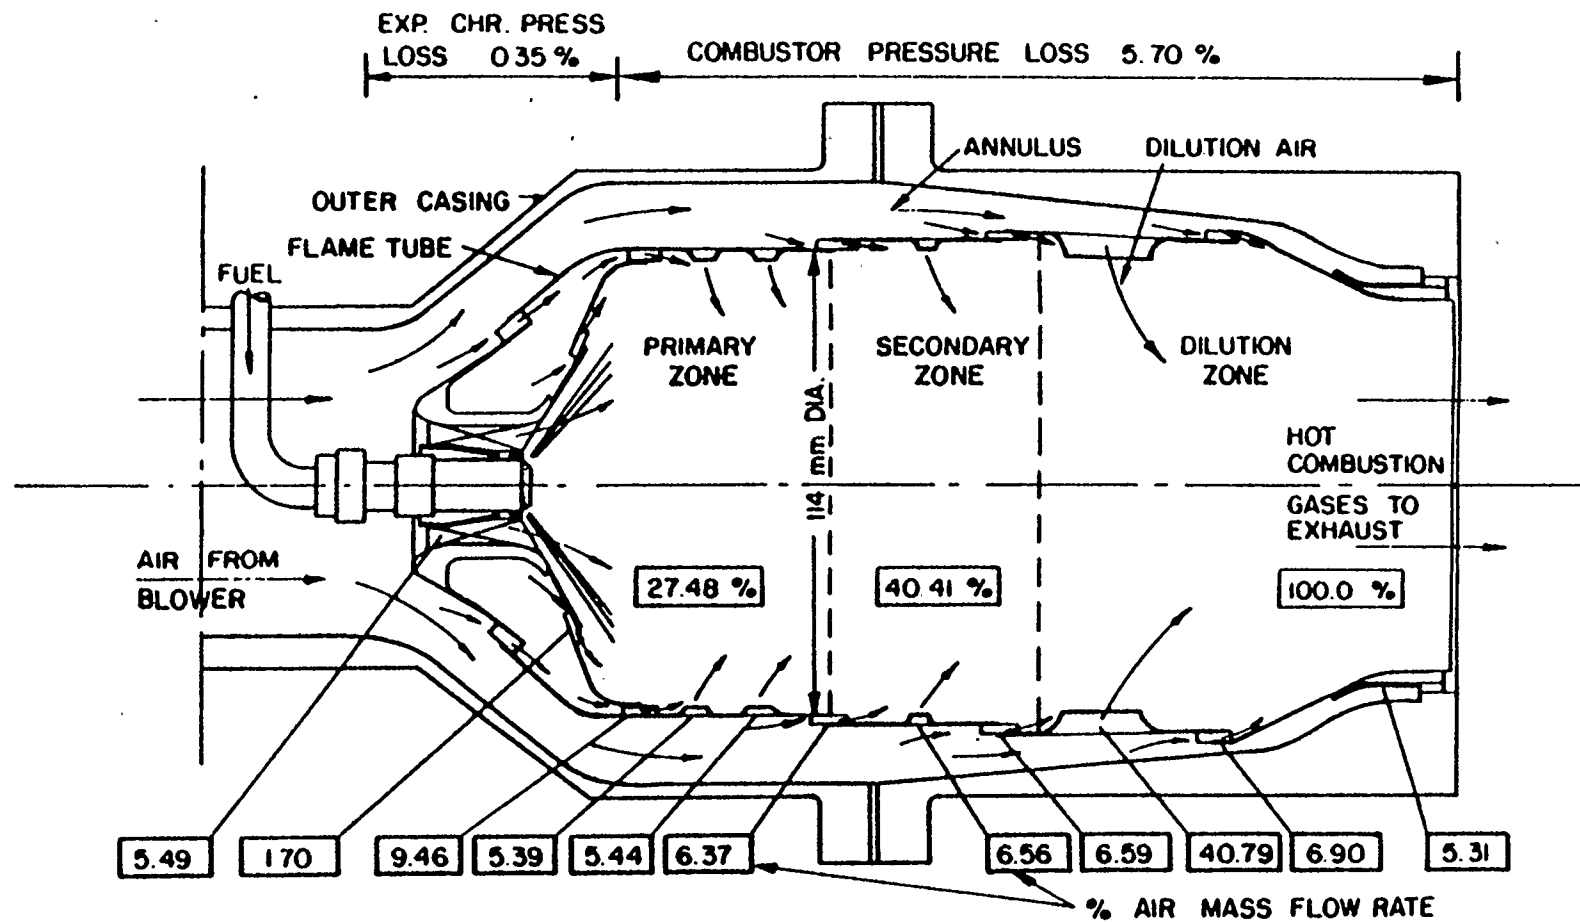 EXP. CHR. PRESS
LOSS 0.35 %
COMBUSTOR PRESSURE LOSS 5.70 %
ANNULUS
DILUTION AIR
OUTER CASING
FLAME TUBE
FUEL
PRIMARY
ZONE
SECONDARY
ZONE
DILUTION
ZONE
114 mm DIA.
HOT
COMBUSTION
GASES TO
EXHAUST
AIR FROM
BLOWER
27.48 %
40.41 %
100.0 %
5.49
1.70
9.46
5.39
5.44
6.37
6.56
6.59
40.79
6.90
5.31
% AIR MASS FLOW RATE